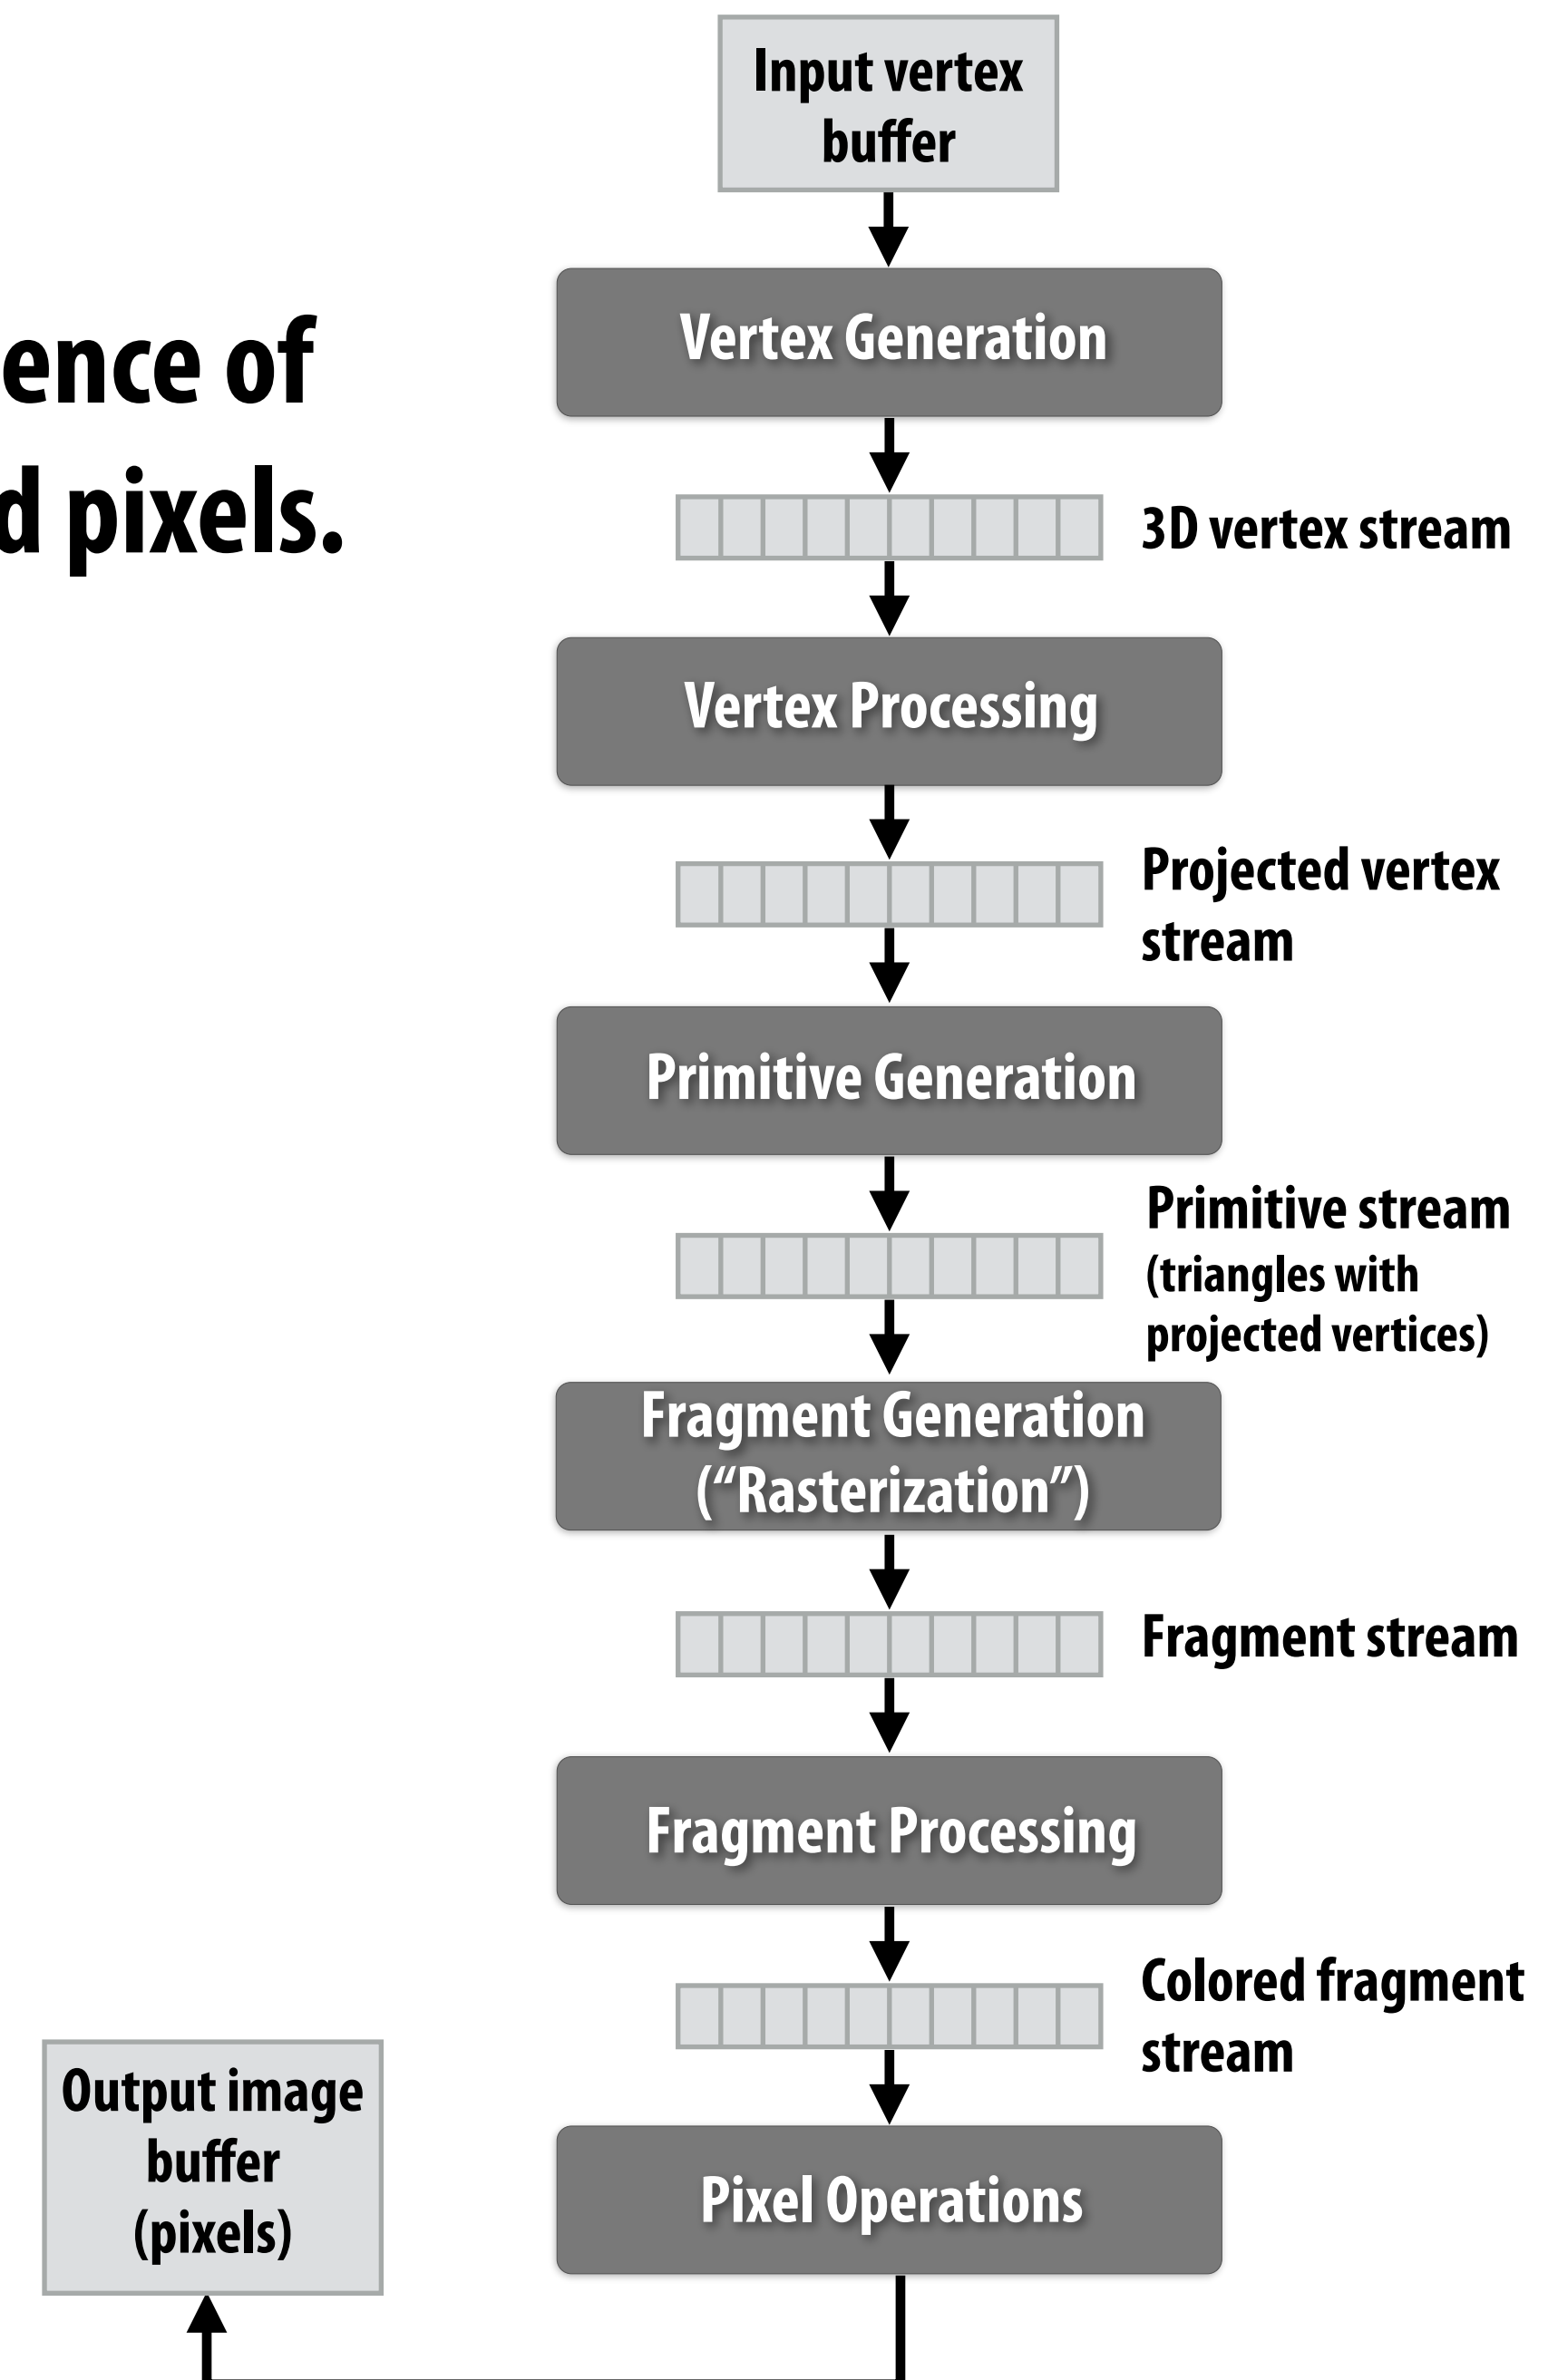 Input vertex
buffer
Vertex Generation
ence of
d pixels.
3D vertex stream
Vertex Processing
Projected vertex
stream
Primitive Generation
Primitive stream
(triangles with
projected vertices)
Fragment Generation
(“Rasterization”)
Fragment stream
Fragment Processing
Colored fragment
stream
Output image
buffer
(pixels)
Pixel Operations